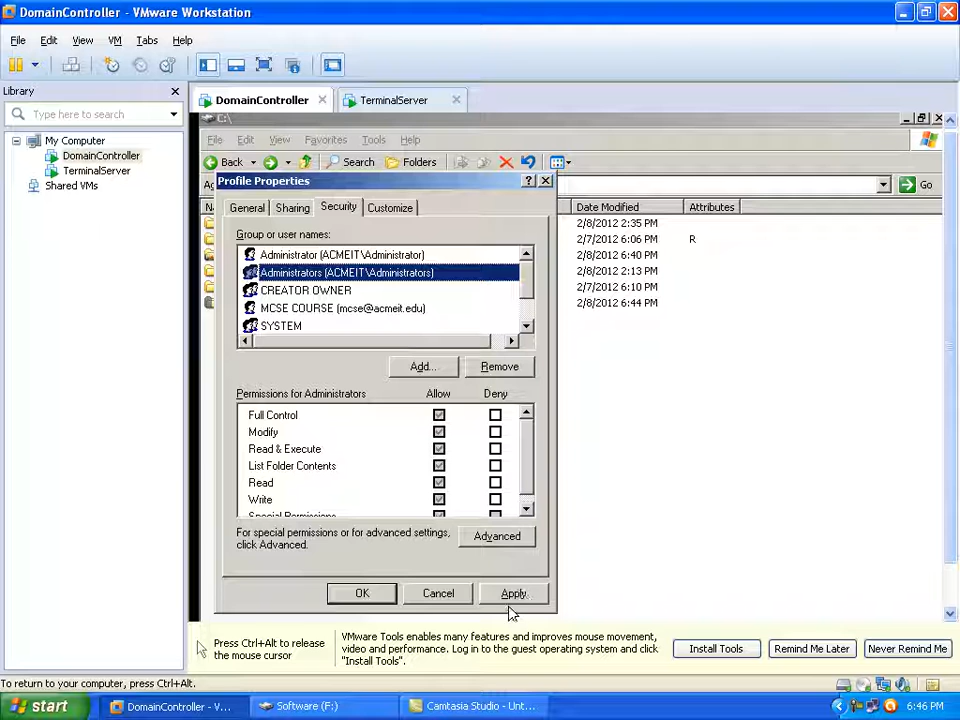 DomainController - VMware Workstation
File Edit View VM Tabs Help
Library
Type here to search
My Computer
DomainController
TerminalServer
Shared VMs
DomainController
TerminalServer
C:\
File Edit View Favorites Tools Help
Back Search Folders
Go
Profile Properties
General Sharing Security Customize
Date Modified Attributes
2/8/2012 2:35 PM
2/7/2012 6:06 PM R
2/8/2012 6:40 PM
2/8/2012 2:13 PM
2/7/2012 6:10 PM
2/8/2012 6:44 PM
Group or user names:
Administrator (ACMEIT\Administrator)
Administrators (ACMEIT\Administrators)
CREATOR OWNER
MCSE COURSE (mcse@acmeit.edu)
SYSTEM
Add... Remove
Permissions for Administrators Allow Deny
Full Control
Modify
Read & Execute
List Folder Contents
Read
Write
Special Permissions
For special permissions or for advanced settings,
click Advanced.
Advanced
OK Cancel Apply
Press Ctrl+Alt to release
the mouse cursor
VMware Tools enables many features and improves mouse movement,
video and performance. Log in to the guest operating system and click
"Install Tools".
Install Tools Remind Me Later Never Remind Me
To return to your computer, press Ctrl+Alt.
start DomainController - V... Software (F:) Camtasia Studio - Unt... 6:46 PM